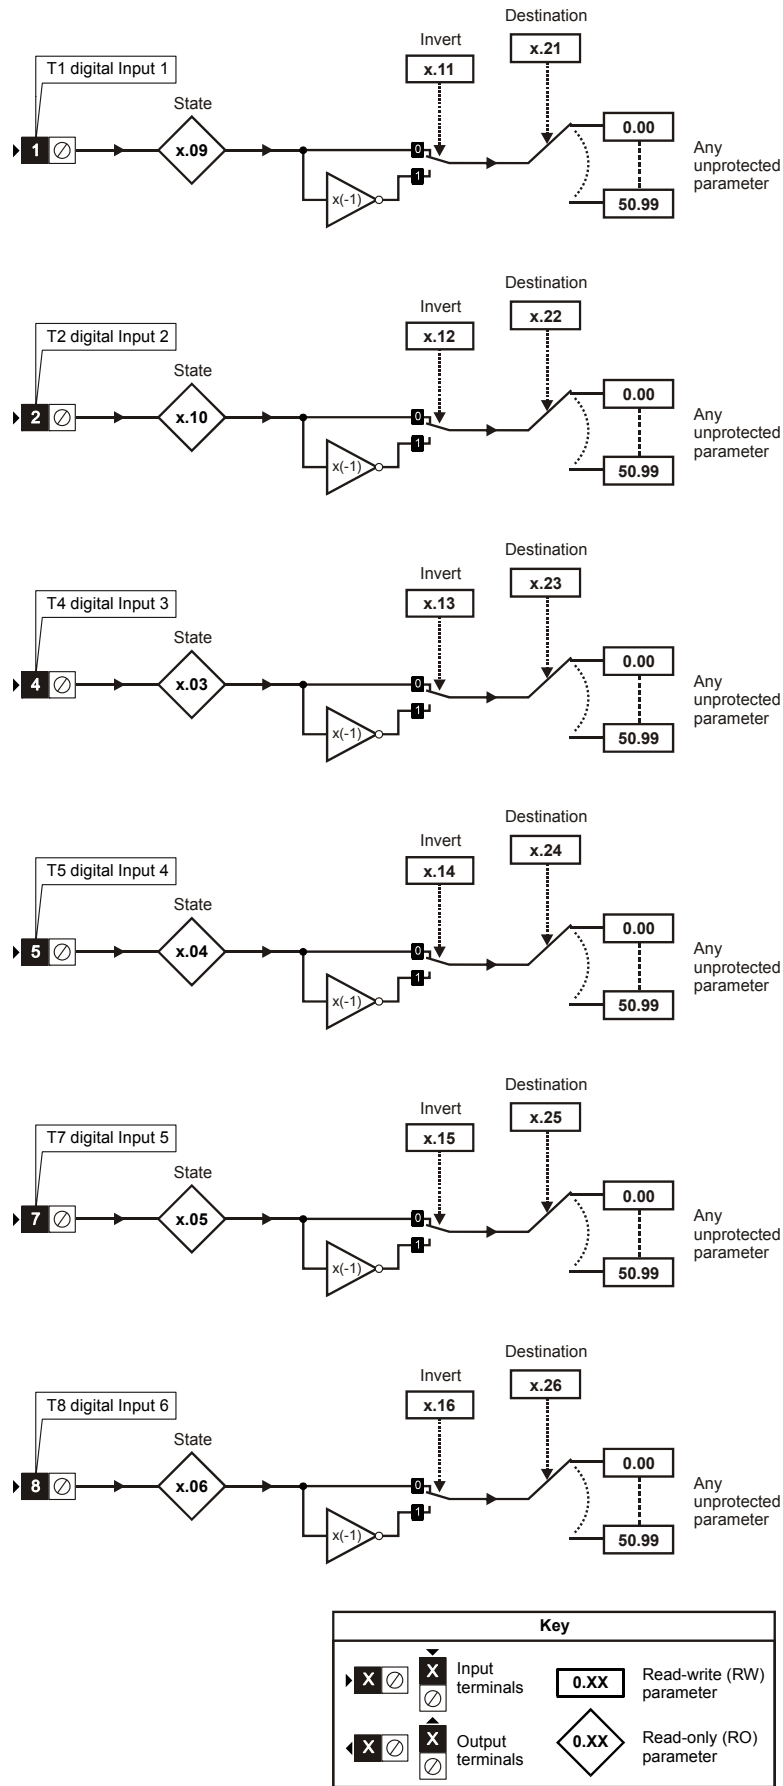 Destination
Invert
x.21
T1 digital Input 1
x.11
State
0.00
1
x.09
0
Any
unprotected
parameter
1
x(-1)
50.99
Destination
Invert
x.22
T2 digital Input 2
x.12
State
0.00
2
x.10
0
Any
unprotected
parameter
1
x(-1)
50.99
Destination
Invert
x.23
T4 digital Input 3
x.13
State
0.00
4
x.03
0
Any
unprotected
parameter
1
x(-1)
50.99
Destination
Invert
x.24
T5 digital Input 4
x.14
State
0.00
5
x.04
0
Any
unprotected
parameter
1
x(-1)
50.99
Destination
Invert
x.25
T7 digital Input 5
x.15
State
0.00
7
x.05
0
Any
unprotected
parameter
1
x(-1)
50.99
Destination
Invert
x.26
T8 digital Input 6
x.16
State
0.00
8
x.06
0
Any
unprotected
parameter
1
x(-1)
50.99
Key
X
X
Input
terminals
0.XX
Read-write (RW)
parameter
X
X
Output
terminals
0.XX
Read-only (RO)
parameter